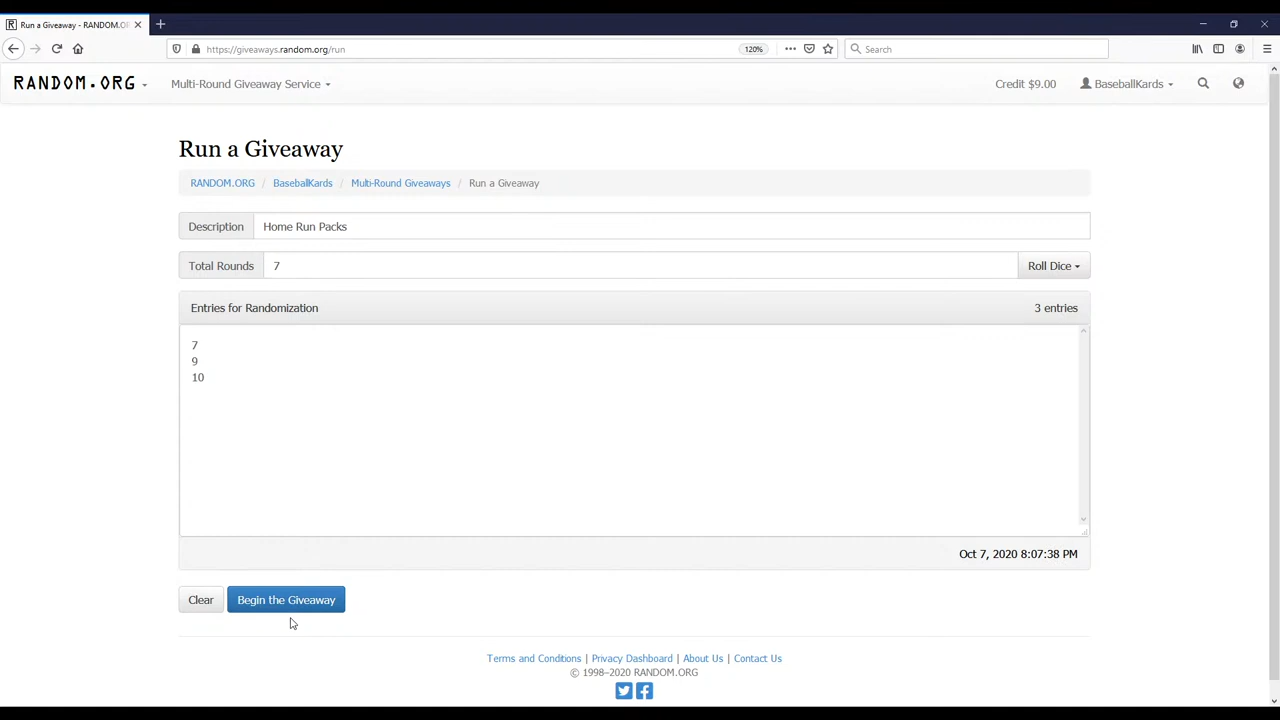 Run a Giveaway - RANDOM.OR
https://giveaways.random.org/run
120%
Search
RANDOM.ORG
Multi-Round Giveaway Service
Credit $9.00
BaseballKards
Run a Giveaway
RANDOM.ORG / BaseballKards / Multi-Round Giveaways / Run a Giveaway
Description Home Run Packs
Total Rounds 7 Roll Dice
Entries for Randomization 3 entries
7
9
10
Oct 7, 2020 8:07:38 PM
Clear Begin the Giveaway
Terms and Conditions | Privacy Dashboard | About Us | Contact Us
© 1998–2020 RANDOM.ORG